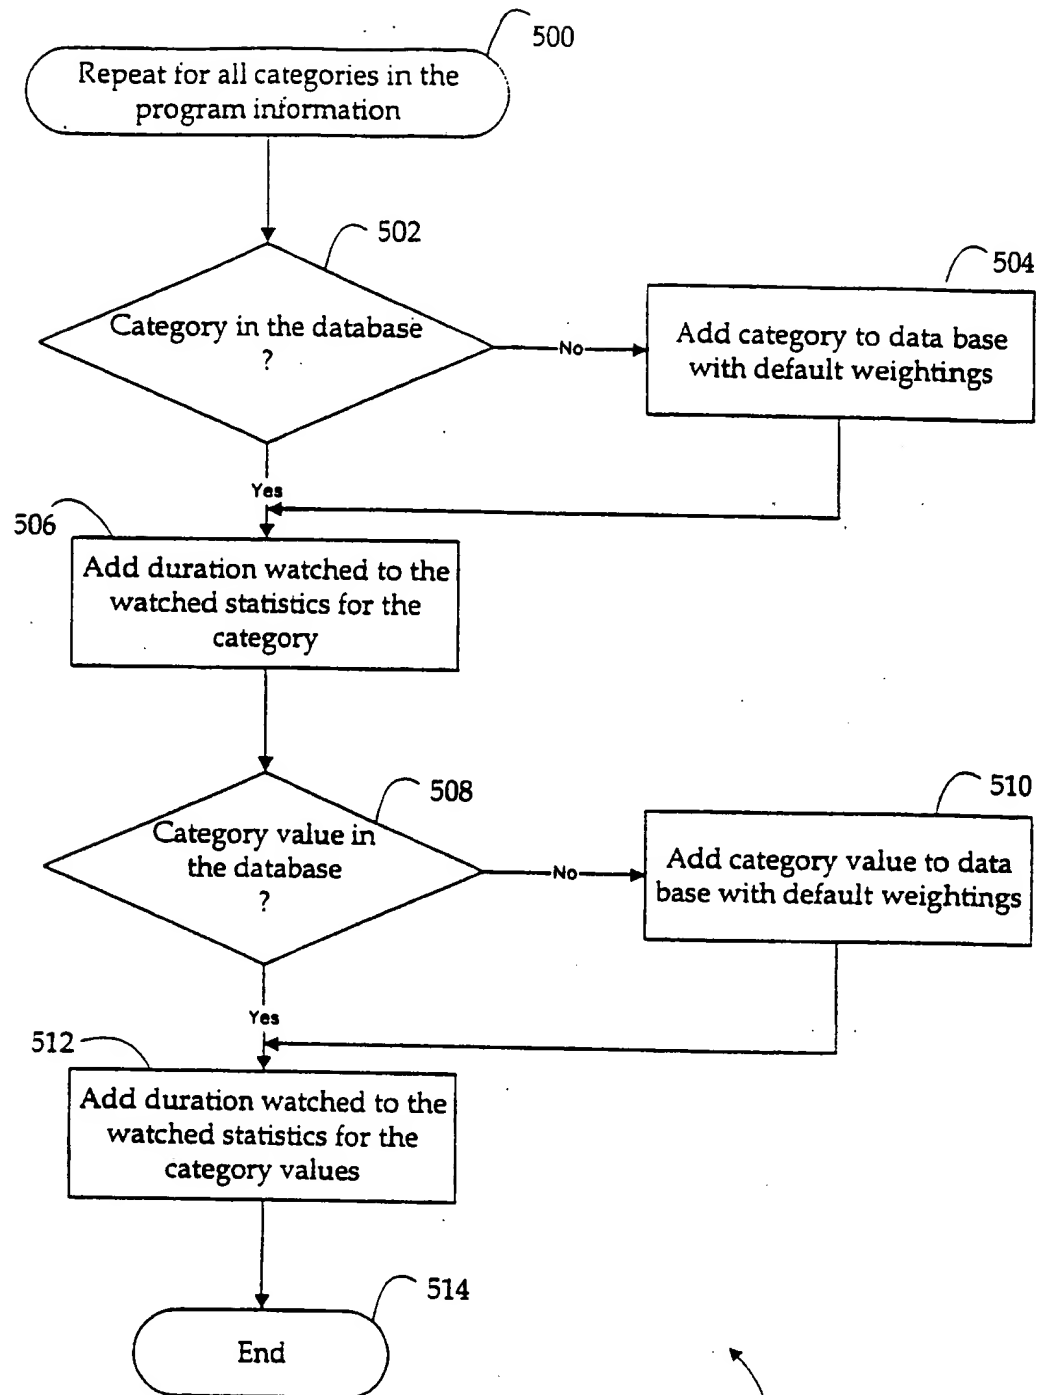 500
Repeat for all categories in the
program information
502
Category in the database
?
No
504
Add category to data base
with default weightings
Yes
506
Add duration watched to the
watched statistics for the
category
508
Category value in
the database
?
No
510
Add category value to data
base with default weightings
Yes
512
Add duration watched to the
watched statistics for the
category values
514
End